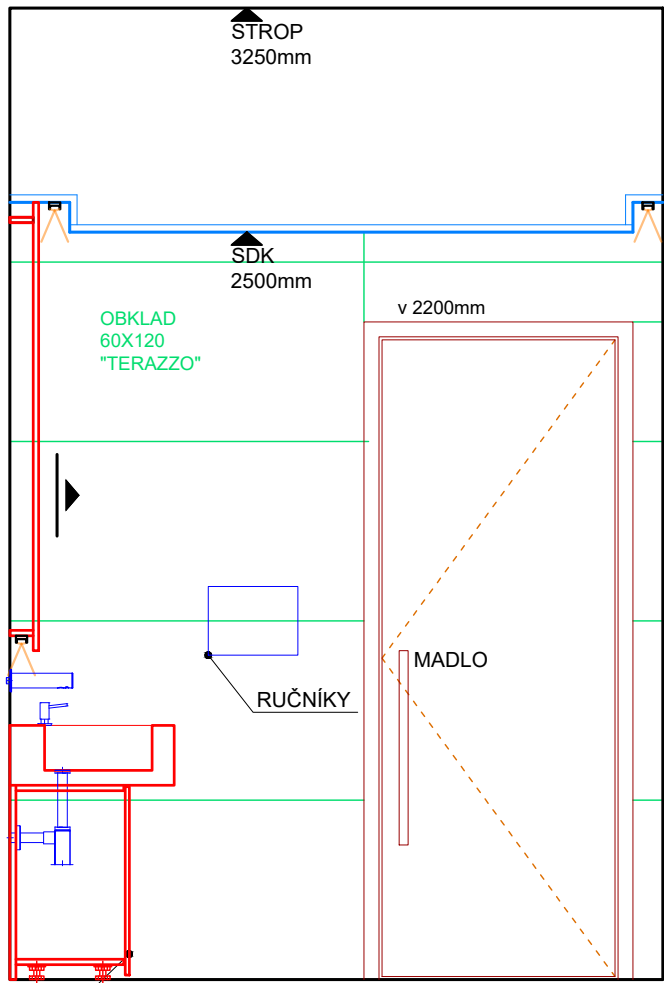 STROP
3250mm
SDK
2500mm
OBKLAD
60X120
"TERAZZO"
v 2200mm
MADLO
RUČNÍKY